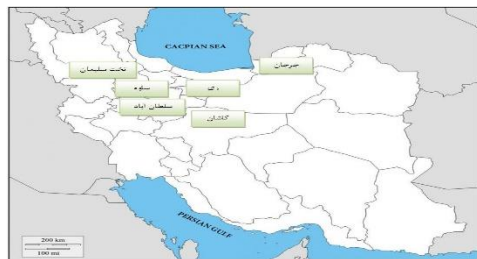 CACPIAN SEA
جرجان
تخت سلیمان
ساوه
ری
سلطان آباد
کاشان
PERSIAN GULF
200 km
100 mi